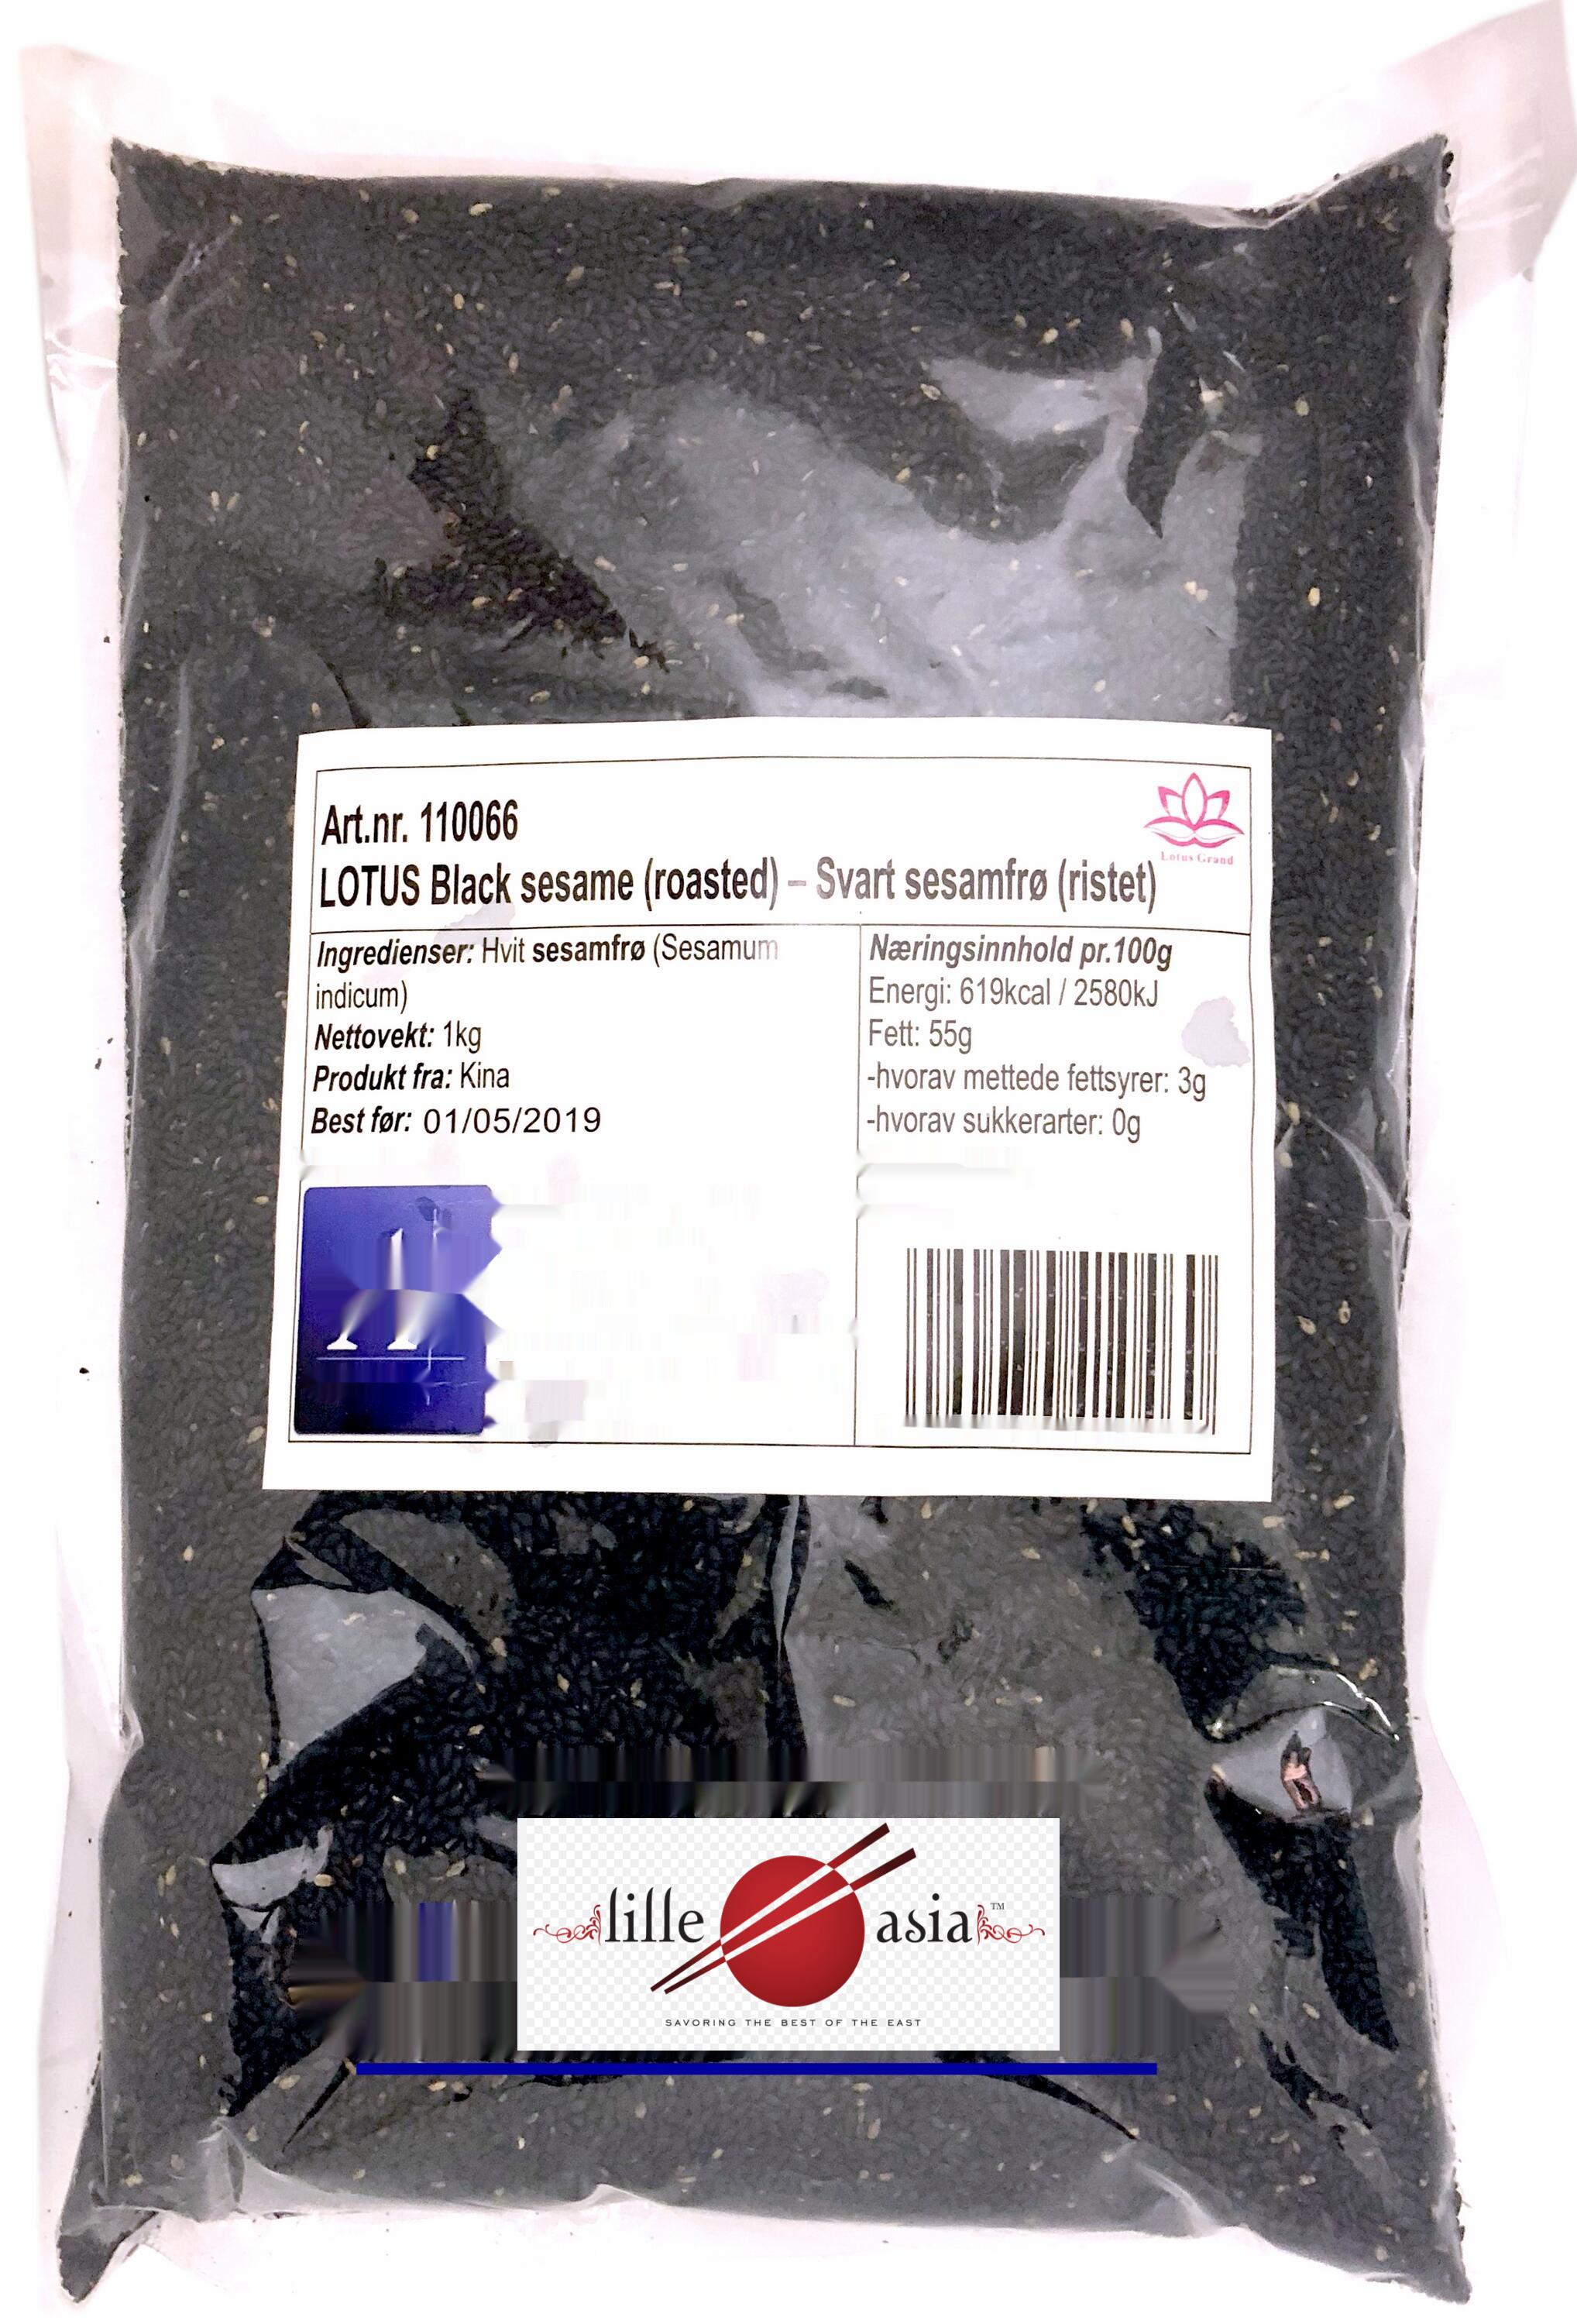 Art.nr. 110066
Lotus Grand
LOTUS Black sesame (roasted) – Svart sesamfrø (ristet)
Ingredienser: Hvit sesamfrø (Sesamum
indicum)
Nettovekt: 1kg
Produkt fra: Kina
Best før: 01/05/2019
Næringsinnhold pr.100g
Energi: 619kcal / 2580kJ
Fett: 55g
-hvorav mettede fettsyrer: 3g
-hvorav sukkerarter: 0g
lille asia™
SAVORING THE BEST OF THE EAST